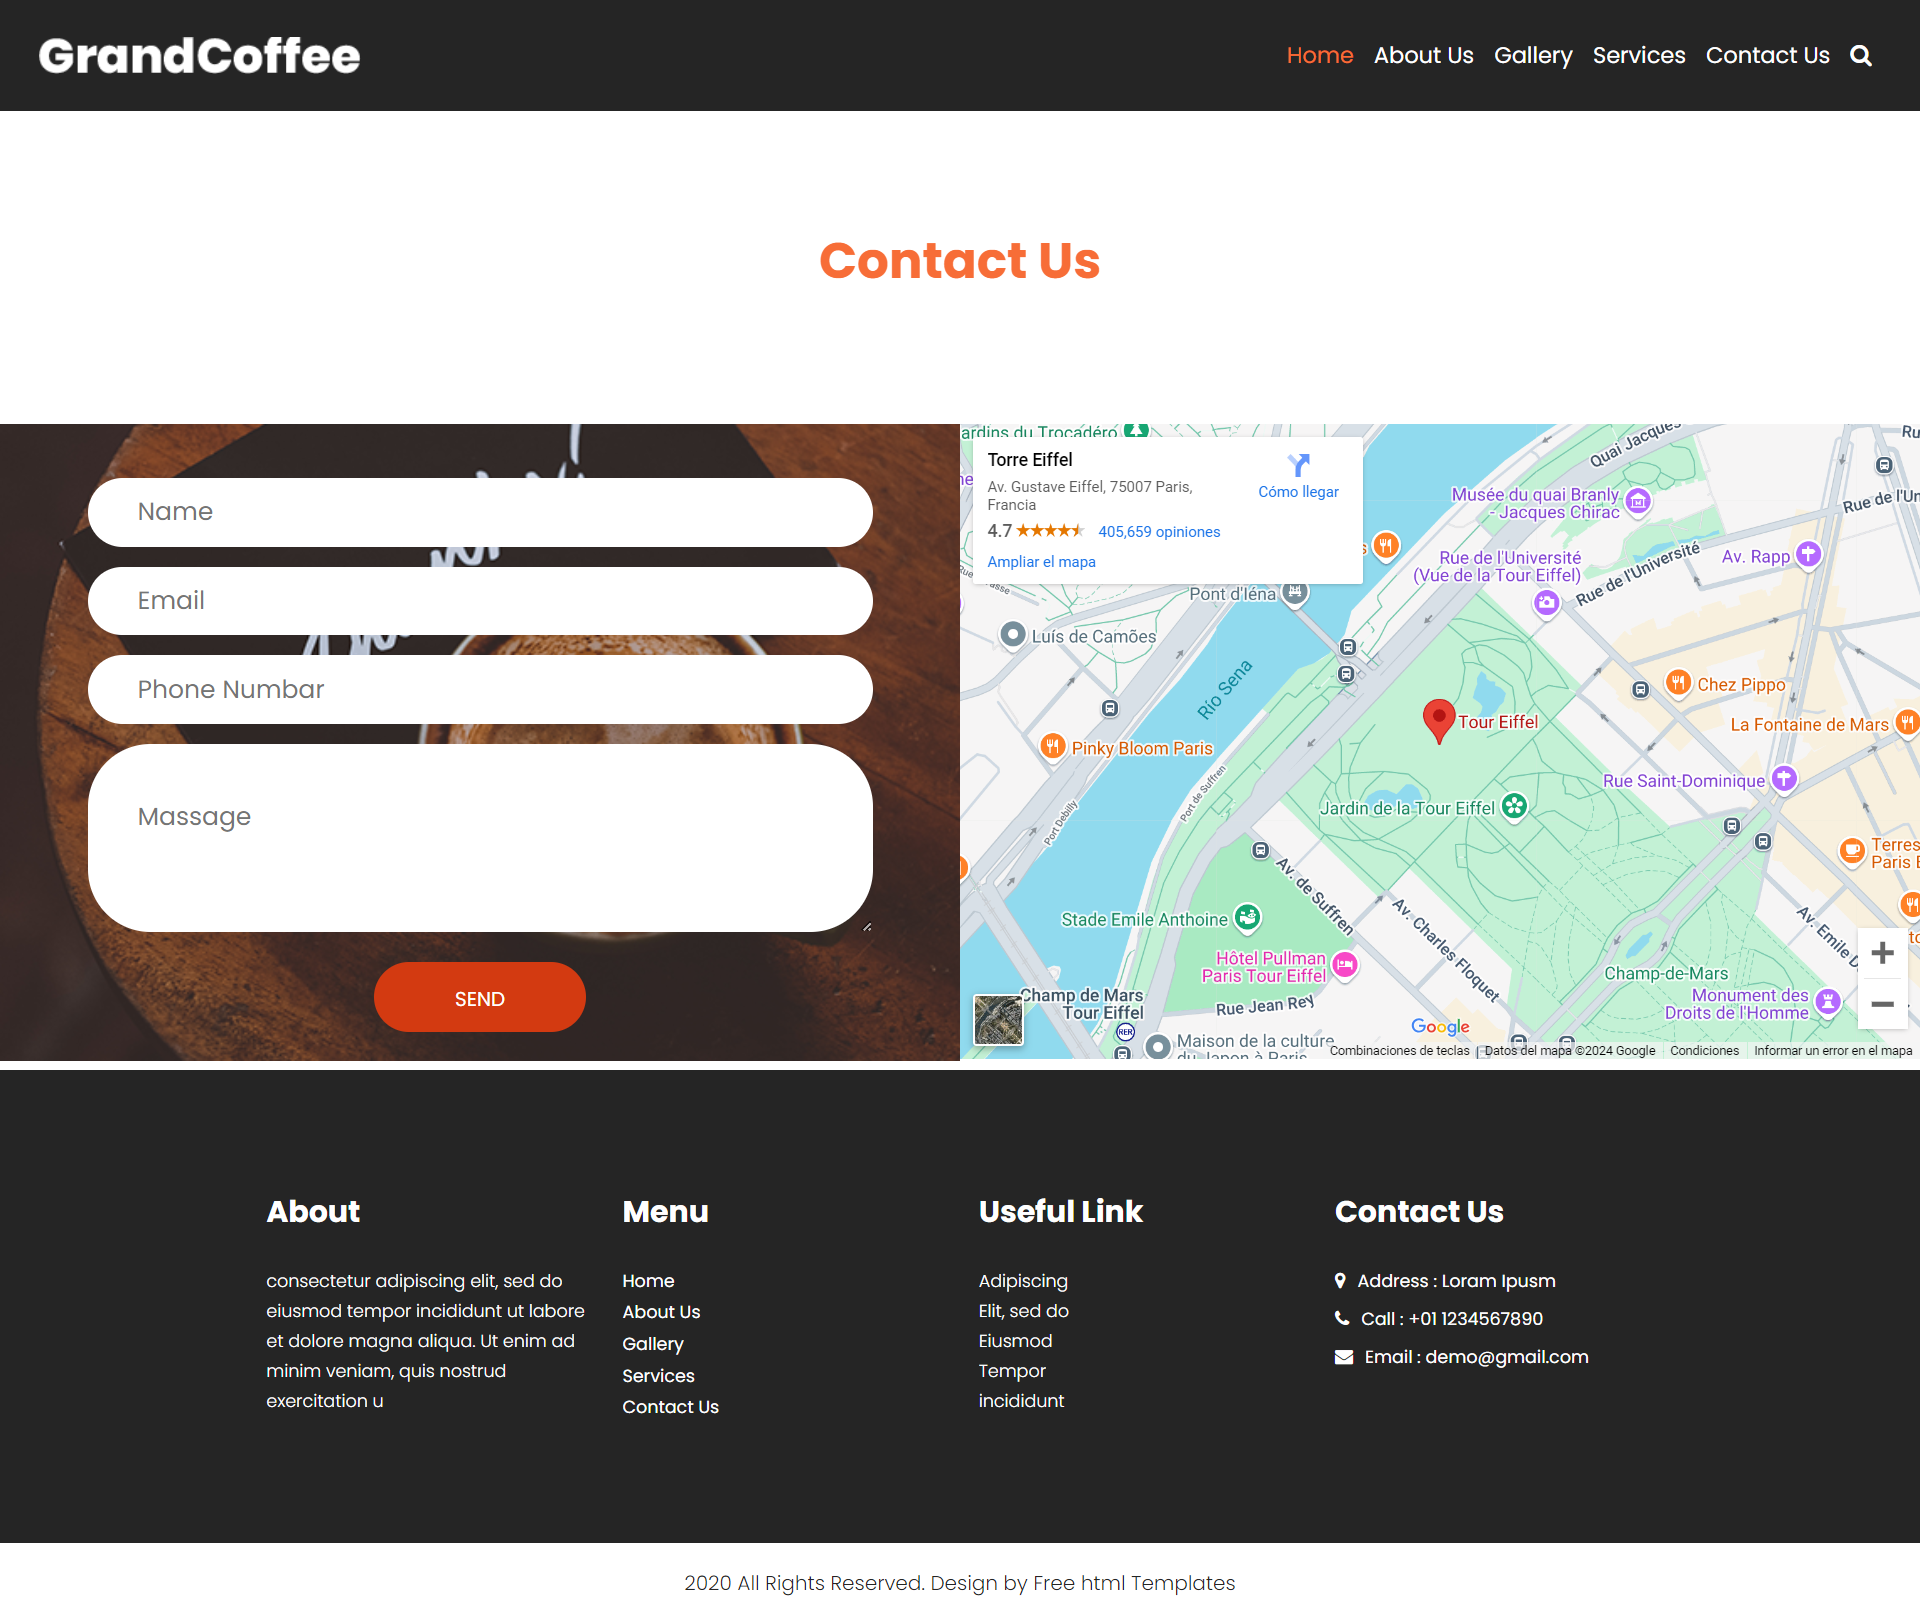 GrandCoffee
Home About Us Gallery Services Contact Us
Contact Us
Name
Email
Phone Numbar
Massage
SEND
Torre Eiffel
Av. Gustave Eiffel, 75007 Paris,
Francia
4.7 405,659 opiniones
Ampliar el mapa
Cómo llegar
ardins du Trocadéro
Quai Jacques
Musée du quai Branly
- Jacques Chirac
Rue de l'Université
(Vue de la Tour Eiffel)
Rue de l'Université
Av. Rapp
Pont d'Iéna
Luís de Camões
Río Sena
Chez Pippo
Tour Eiffel
La Fontaine de Mars
Pinky Bloom Paris
Port de Suffren
Port Debilly
Rue Saint-Dominique
Jardin de la Tour Eiffel
Terres
Paris
Av. de Suffren
Stade Emile Anthoine
Av. Charles Floquet
Av. Emile
Hôtel Pullman
Paris Tour Eiffel
Champ-de-Mars
Champ de Mars
Tour Eiffel
RER
Rue Jean Rey
Monument des
Droits de l'Homme
Google
Maison de la culture
du Japon à Paris
Combinaciones de teclas Datos del mapa ©2024 Google Condiciones Informar un error en el mapa
About
consectetur adipiscing elit, sed do
eiusmod tempor incididunt ut labore
et dolore magna aliqua. Ut enim ad
minim veniam, quis nostrud
exercitation u
Menu
Home
About Us
Gallery
Services
Contact Us
Useful Link
Adipiscing
Elit, sed do
Eiusmod
Tempor
incididunt
Contact Us
Address : Loram Ipusm
Call : +01 1234567890
Email : demo@gmail.com
2020 All Rights Reserved. Design by Free html Templates